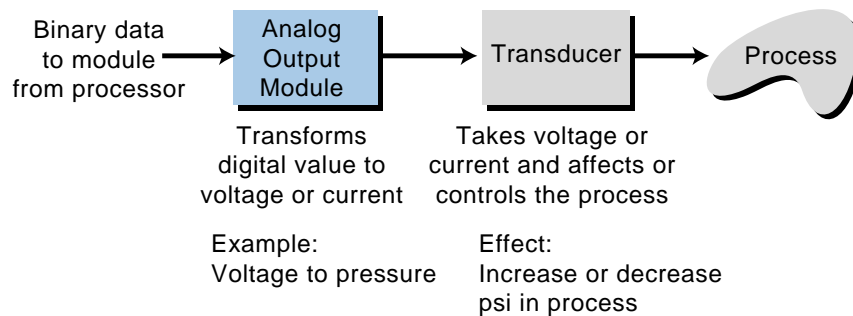 Binary data
to module
from processor
Analog
Output
Module
Transducer
Process
Transforms
digital value to
voltage or current
Takes voltage or
current and affects or
controls the process
Example:
Voltage to pressure
Effect:
Increase or decrease
psi in process